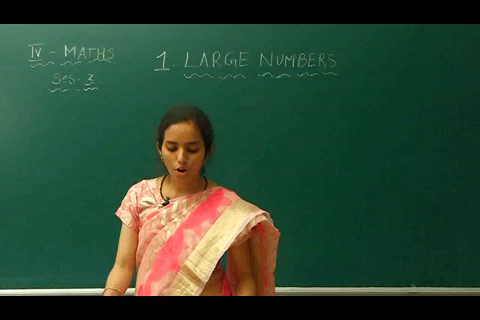 IV - MATHS
Ses - 3
1. LARGE NUMBERS